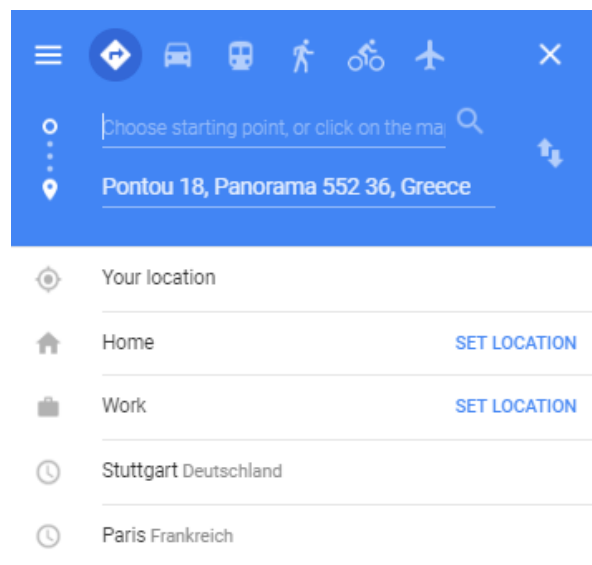 Choose starting point, or click on the ma
Pontou 18, Panorama 552 36, Greece
Your location
Home SET LOCATION
Work SET LOCATION
Stuttgart Deutschland
Paris Frankreich